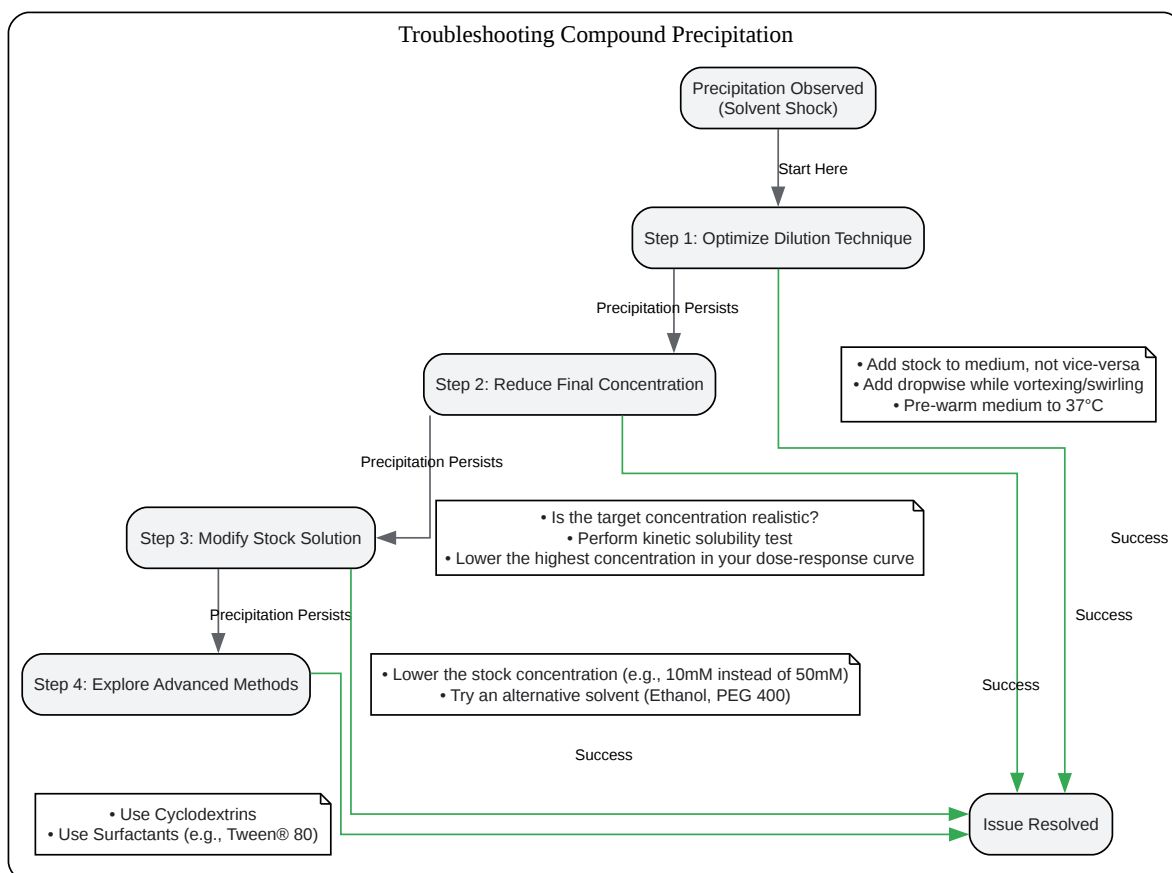 Troubleshooting Compound Precipitation
Precipitation Observed
(Solvent Shock)
Start Here
Step 1: Optimize Dilution Technique
Precipitation Persists
• Add stock to medium, not vice-versa
• Add dropwise while vortexing/swirling
• Pre-warm medium to 37°C
Step 2: Reduce Final Concentration
Precipitation Persists
• Is the target concentration realistic?
• Perform kinetic solubility test
• Lower the highest concentration in your dose-response curve
Step 3: Modify Stock Solution
Success
Precipitation Persists
Success
• Lower the stock concentration (e.g., 10mM instead of 50mM)
• Try an alternative solvent (Ethanol, PEG 400)
Step 4: Explore Advanced Methods
Success
Success
• Use Cyclodextrins
• Use Surfactants (e.g., Tween® 80)
Issue Resolved